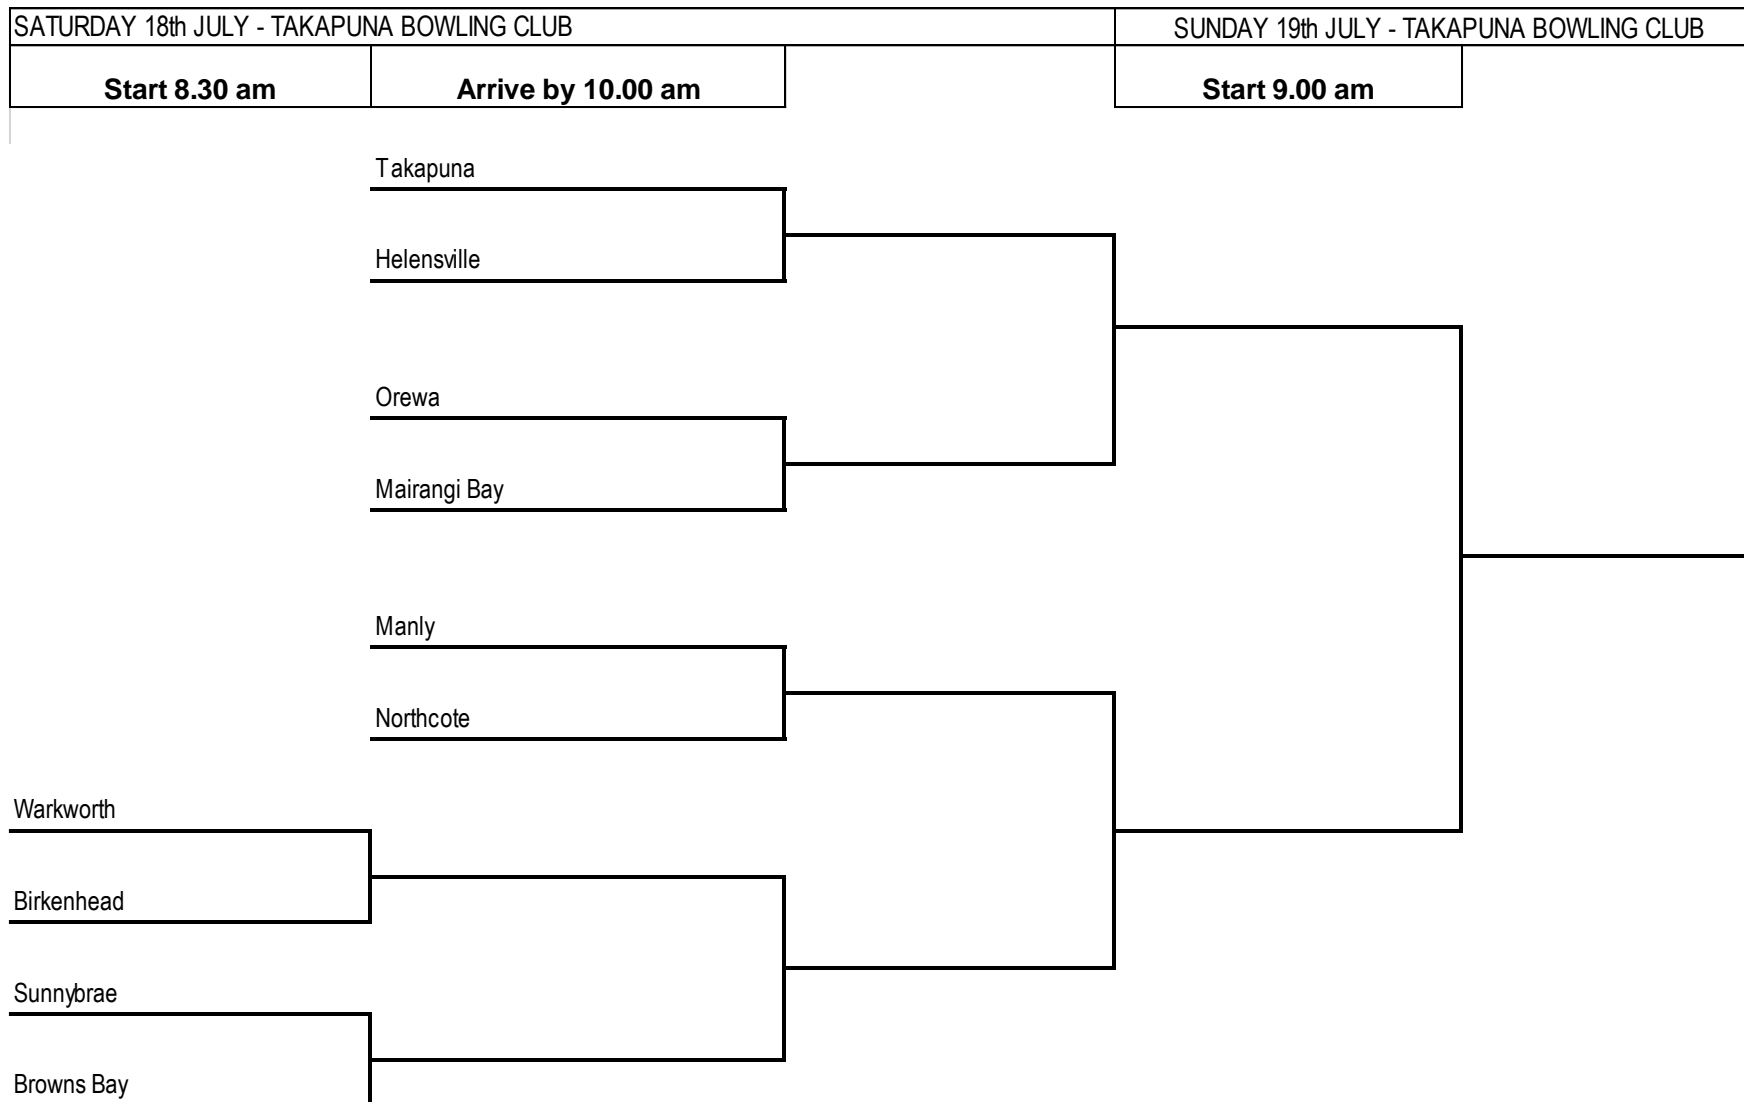 SATURDAY 18th JULY - TAKAPUNA BOWLING CLUB
SUNDAY 19th JULY - TAKAPUNA BOWLING CLUB
Start 8.30 am
Arrive by 10.00 am
Start 9.00 am
Takapuna
Helensville
Orewa
Mairangi Bay
Manly
Northcote
Warkworth
Birkenhead
Sunnybrae
Browns Bay